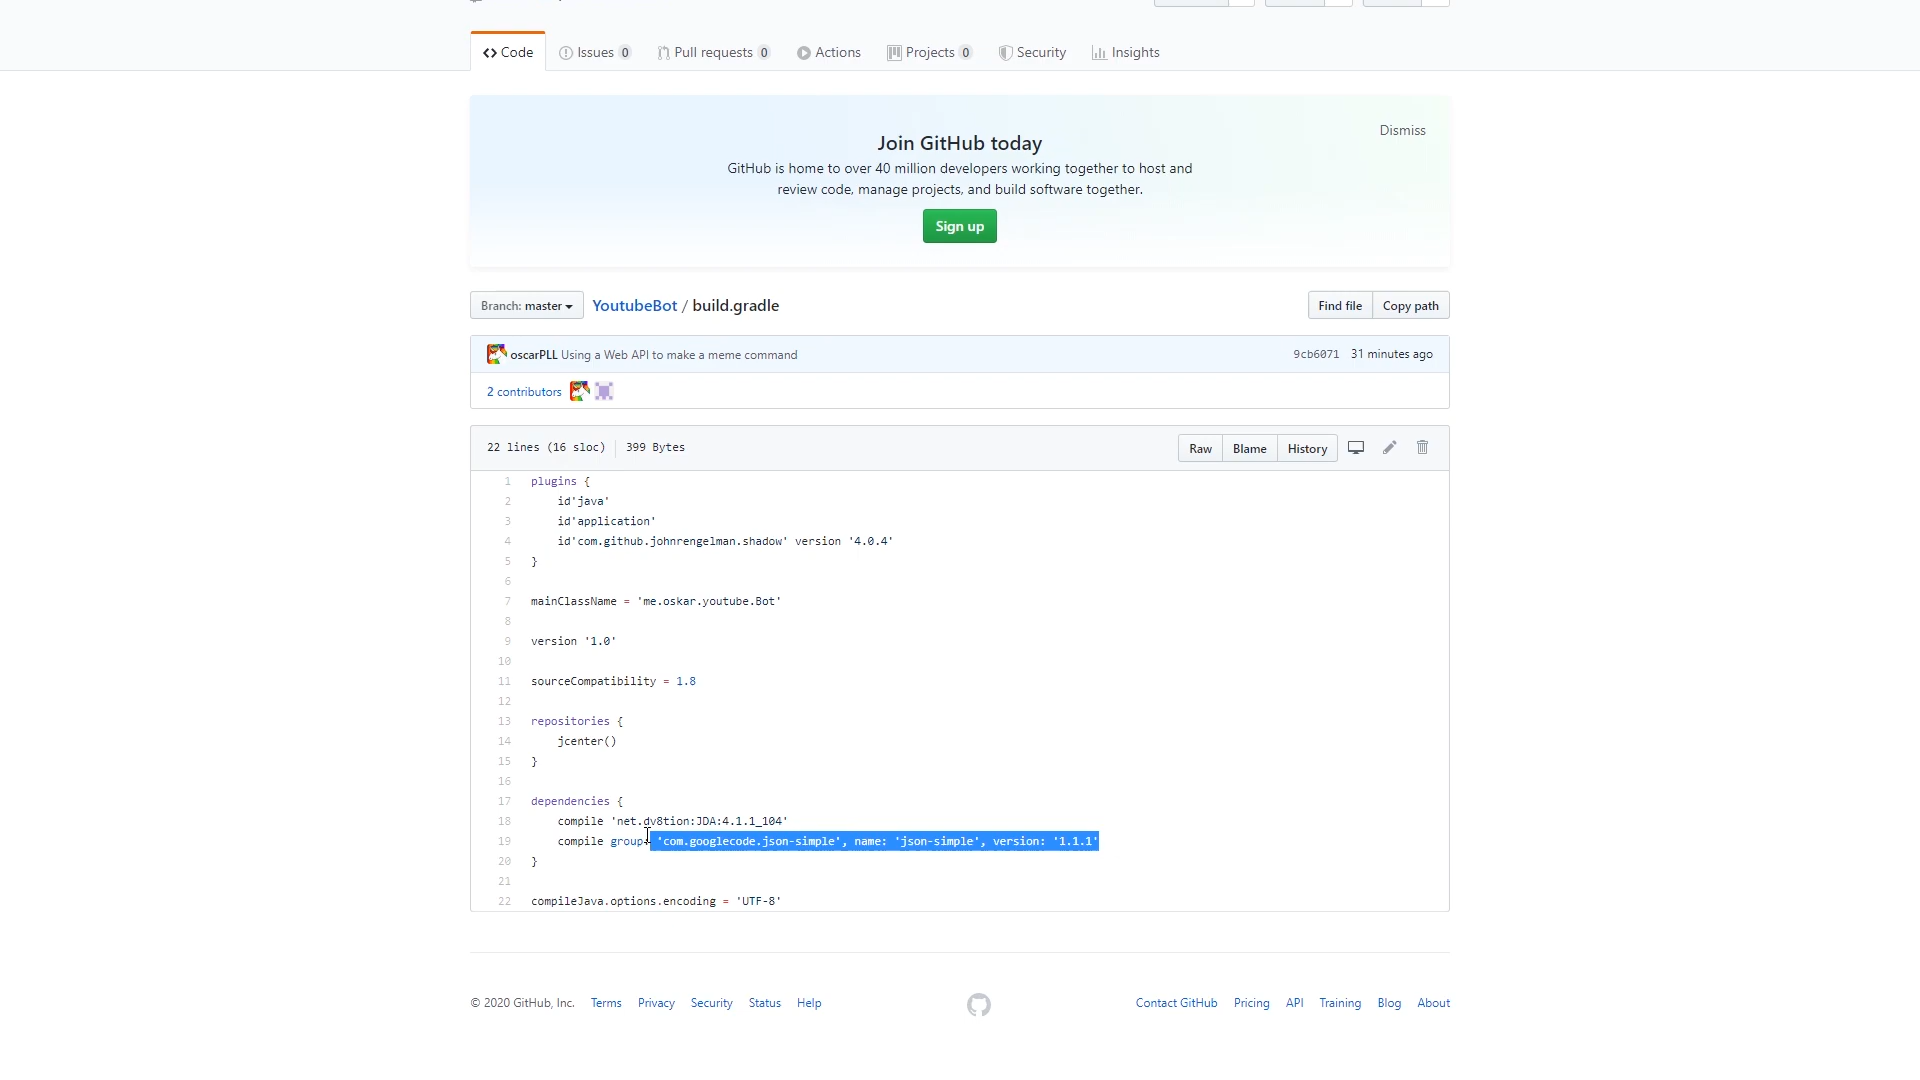 Code Issues 0 Pull requests 0 Actions Projects 0 Security Insights
Dismiss
Join GitHub today
GitHub is home to over 40 million developers working together to host and
review code, manage projects, and build software together.
Sign up
Branch: master YoutubeBot / build.gradle Find file Copy path
oscarPLL Using a Web API to make a meme command 9cb6071 31 minutes ago
2 contributors
22 lines (16 sloc) 399 Bytes Raw Blame History
1 plugins {
2 id'java'
3 id'application'
4 id'com.github.johnrengelman.shadow' version '4.0.4'
5 }
6
7 mainClassName = 'me.oskar.youtube.Bot'
8
9 version '1.0'
10
11 sourceCompatibility = 1.8
12
13 repositories {
14 jcenter()
15 }
16
17 dependencies {
18 compile 'net.dv8tion:JDA:4.1.1_104'
19 compile group: 'com.googlecode.json-simple', name: 'json-simple', version: '1.1.1'
20 }
21
22 compileJava.options.encoding = 'UTF-8'
© 2020 GitHub, Inc. Terms Privacy Security Status Help Contact GitHub Pricing API Training Blog About